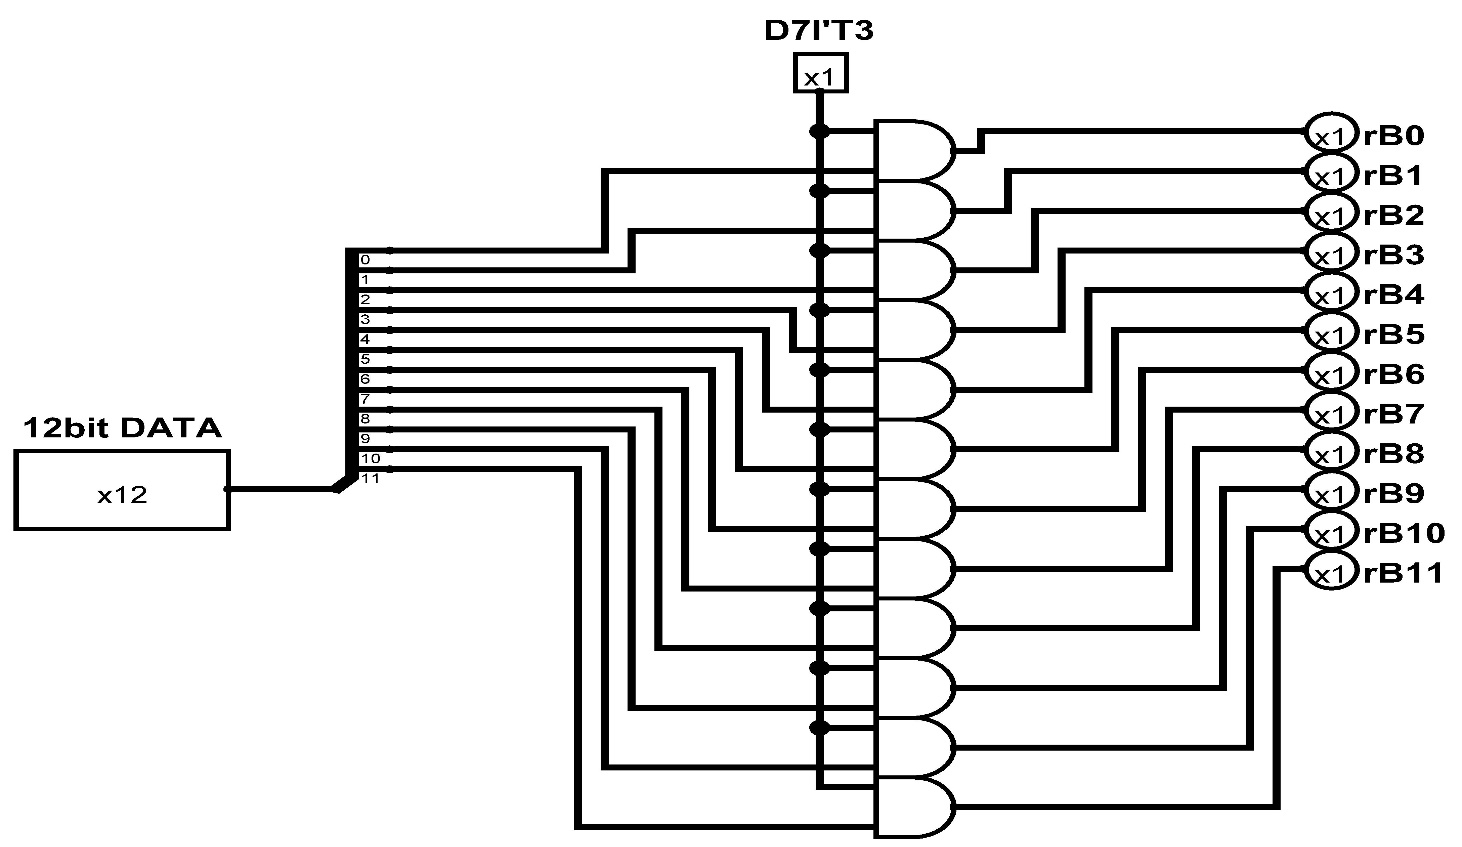 D7I'T3
x1
x1 rB0
x1 rB1
x1 rB2
x1 rB3
x1 rB4
x1 rB5
x1 rB6
x1 rB7
x1 rB8
x1 rB9
x1 rB10
x1 rB11
0
1
2
3
4
5
6
7
8
9
10
11
12bit DATA
x12